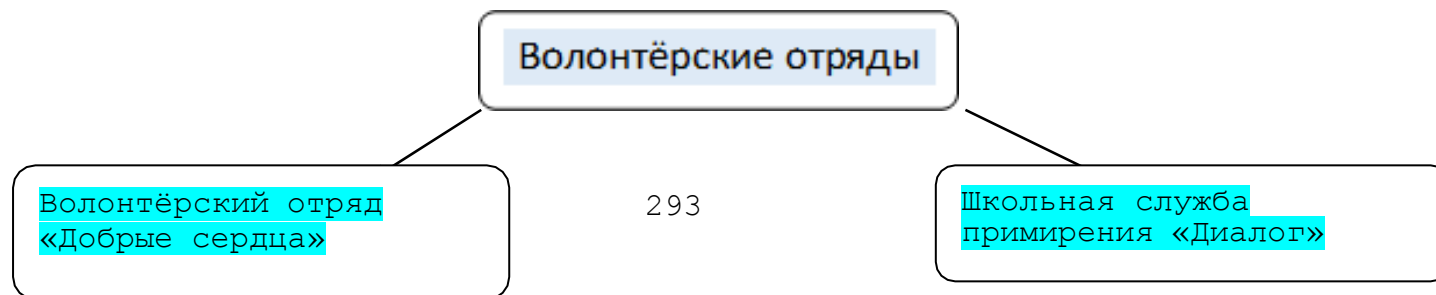 Волонтёрские отряды
Волонтёрский отряд
«Добрые сердца»
293
Школьная служба
примирения «Диалог»